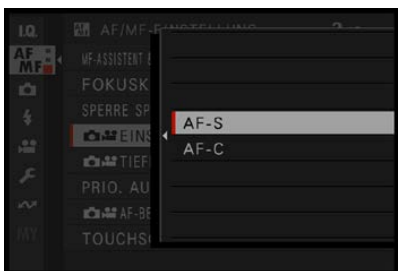 I.Q.
AF MF
MY
AF/MF-EINSTELLUNG
MF-ASSISTENT
FOKUSK
SPERRE SP
EINS
TIEF
PRIO. AU
AF-BE
TOUCHS
AF-S
AF-C